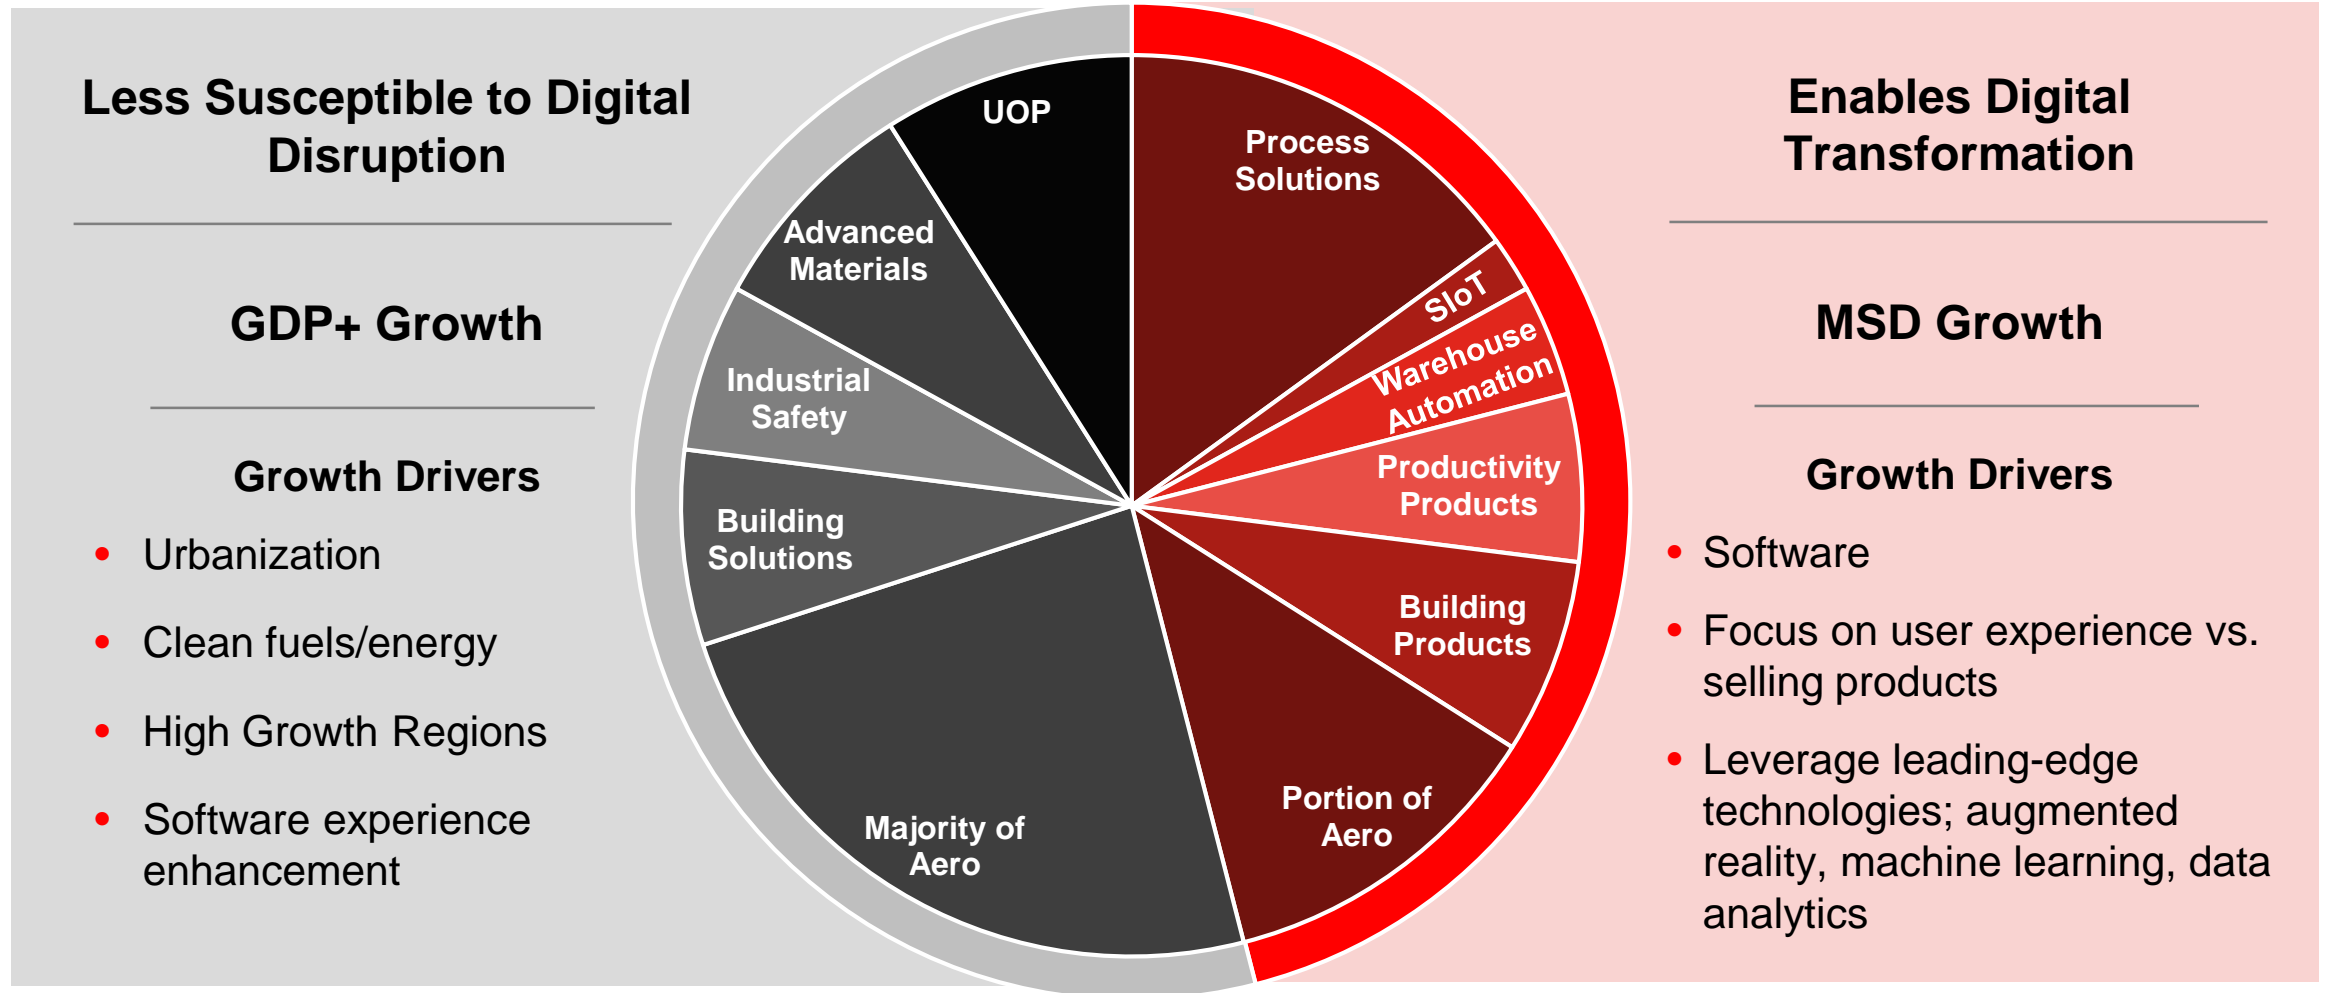 Less Susceptible to Digital
Disruption
GDP+ Growth
Growth Drivers
• Urbanization
• Clean fuels/energy
• High Growth Regions
• Software experience
enhancement
UOP
Advanced
Materials
Industrial
Safety
Building
Solutions
Majority of
Aero
Process
Solutions
SIoT
Warehouse
Automation
Productivity
Products
Building
Products
Portion of
Aero
Enables Digital
Transformation
MSD Growth
Growth Drivers
• Software
• Focus on user experience vs.
selling products
• Leverage leading-edge
technologies; augmented
reality, machine learning, data
analytics